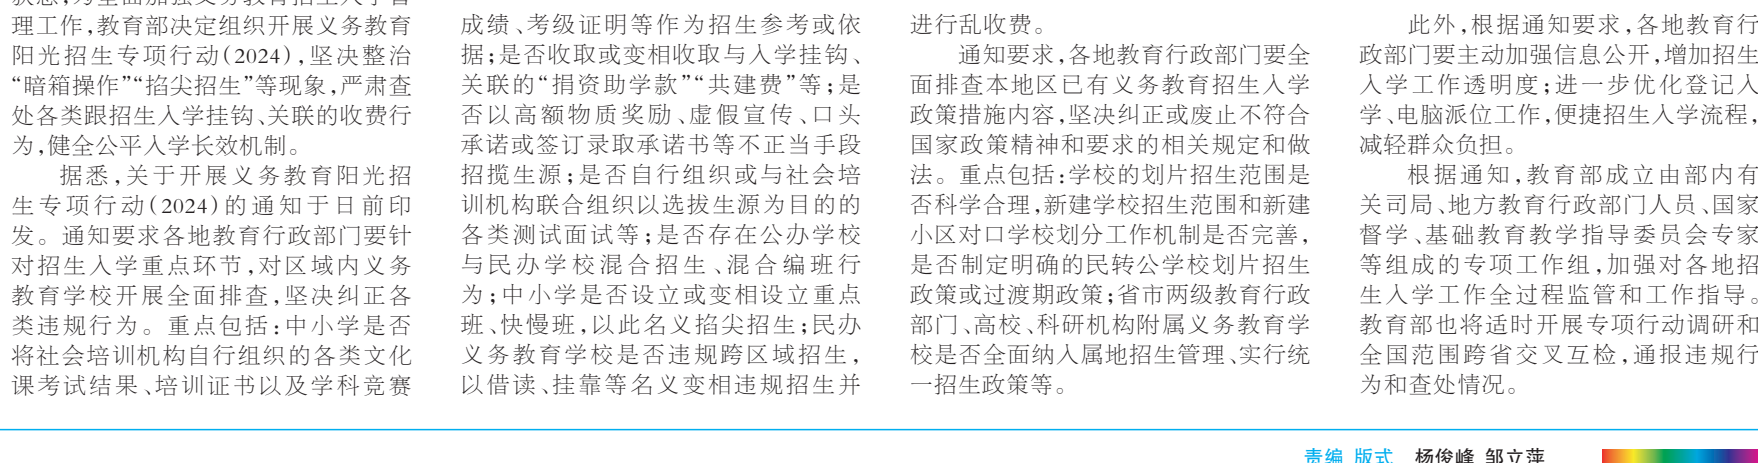 理工作，教育部决定组织开展义务教育
阳光招生专项行动（2024），坚决整治
“暗箱操作”“掐尖招生”等现象，严肃查
处各类跟招生入学挂钩、关联的收费行
为，健全公平入学长效机制。
据悉，关于开展义务教育阳光招
生专项行动（2024）的通知于日前印
发。通知要求各地教育行政部门要针
对招生入学重点环节，对区域内义务
教育学校开展全面排查，坚决纠正各
类违规行为。重点包括：中小学是否
将社会培训机构自行组织的各类文化
课考试结果、培训证书以及学科竞赛
成绩、考级证明等作为招生参考或依
据；是否收取或变相收取与入学挂钩、
关联的“捐资助学款”“共建费”等；是
否以高额物质奖励、虚假宣传、口头
承诺或签订录取承诺书等不正当手段
招揽生源；是否自行组织或与社会培
训机构联合组织以选拔生源为目的的
各类测试面试等；是否存在公办学校
与民办学校混合招生、混合编班行
为；中小学是否设立或变相设立重点
班、快慢班，以此名义掐尖招生；民办
义务教育学校是否违规跨区域招生，
以借读、挂靠等名义变相违规招生并
进行乱收费。
通知要求，各地教育行政部门要全
面排查本地区已有义务教育招生入学
政策措施内容，坚决纠正或废止不符合
国家政策精神和要求的相关规定和做
法。重点包括：学校的划片招生范围是
否科学合理，新建学校招生范围和新建
小区对口学校划分工作机制是否完善，
是否制定明确的民转公学校划片招生
政策或过渡期政策；省市两级教育行政
部门、高校、科研机构附属义务教育学
校是否全面纳入属地招生管理、实行统
一招生政策等。
此外，根据通知要求，各地教育行
政部门要主动加强信息公开，增加招生
入学工作透明度；进一步优化登记入
学、电脑派位工作，便捷招生入学流程，
减轻群众负担。
根据通知，教育部成立由部内有
关司局、地方教育行政部门人员、国家
督学、基础教育教学指导委员会专家
等组成的专项工作组，加强对各地招
生入学工作全过程监管和工作指导。
教育部也将适时开展专项行动调研和
全国范围跨省交叉互检，通报违规行
为和查处情况。
责编 版式 杨俊峰 邹立萍